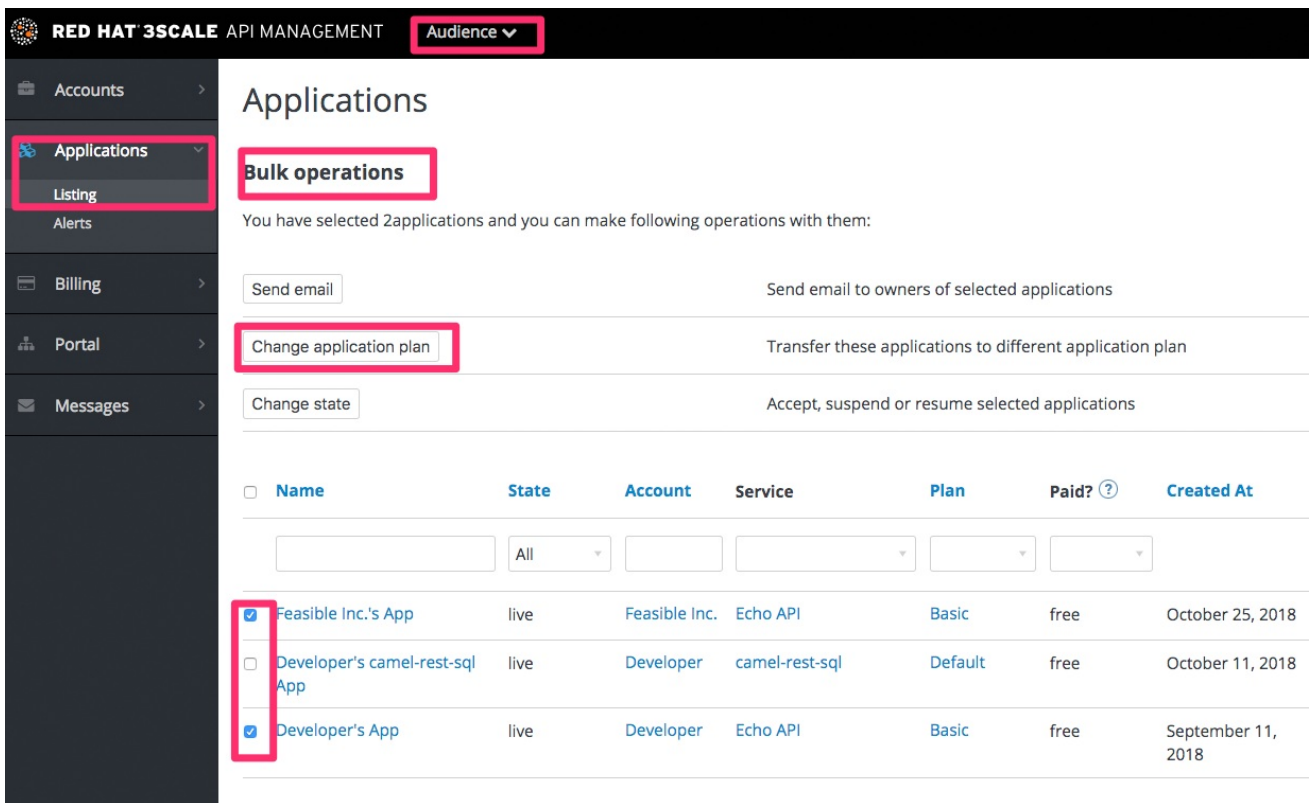 RED HAT 3SCALE API MANAGEMENT Audience
Accounts
Applications
Listing
Alerts
Billing
Portal
Messages
Applications
Bulk operations
You have selected 2applications and you can make following operations with them:
Send email Send email to owners of selected applications
Change application plan Transfer these applications to different application plan
Change state Accept, suspend or resume selected applications
Name State Account Service Plan Paid? ? Created At
All
Feasible Inc.'s App live Feasible Inc. Echo API Basic free October 25, 2018
Developer's camel-rest-sql live Developer camel-rest-sql Default free October 11, 2018
App
Developer's App live Developer Echo API Basic free September 11,
2018